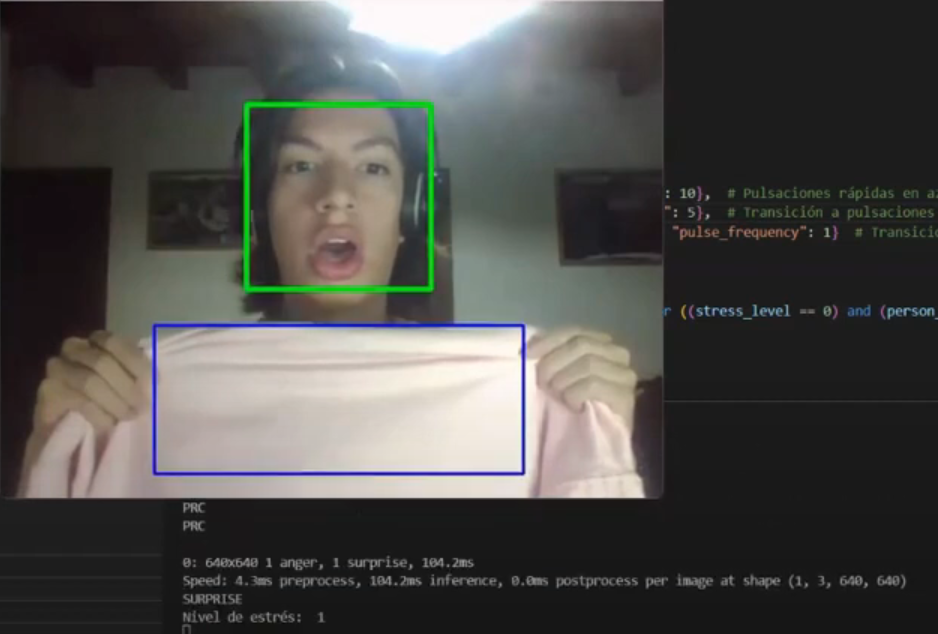 : 10}, # Pulsaciones rápidas en
": 5}, # Transición a pulsaciones
"pulse_frequency": 1} # 
r ((stress_level == 0) and (person_
PRC
PRC
0: 640x640 1 anger, 1 surprise, 104.2ms
Speed: 4.3ms preprocess, 104.2ms inference, 0.0ms postprocess per image at shape (1, 3, 640, 640)
SURPRISE
Nivel de estrés: 1